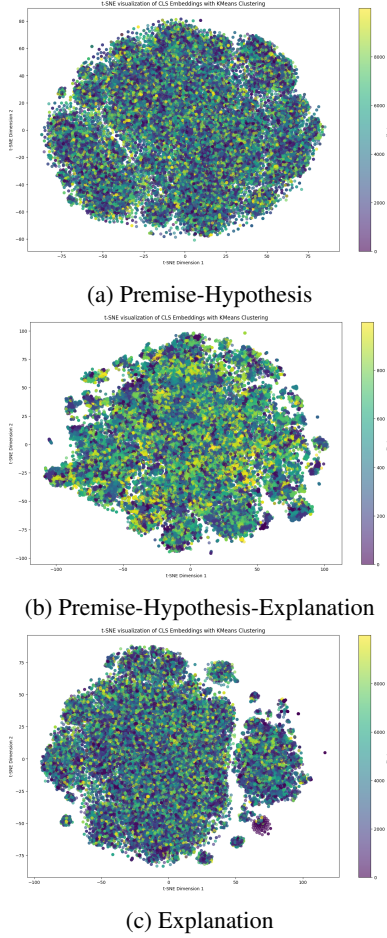 t-SNE visualization of CLS Embeddings with KMeans Clustering
80
60
40
20
0
−20
−40
−60
−80
t-SNE Dimension 2
−75 −50 −25 0 25 50 75
t-SNE Dimension 1
8000
6000
4000
2000
0
(a) Premise-Hypothesis
t-SNE visualization of CLS Embeddings with KMeans Clustering
100
75
50
25
0
−25
−50
−75
−100
t-SNE Dimension 2
−100 −50 0 50 100
t-SNE Dimension 1
800
600
400
200
0
(b) Premise-Hypothesis-Explanation
t-SNE visualization of CLS Embeddings with KMeans Clustering
75
50
25
0
−25
−50
−75
t-SNE Dimension 2
−100 −50 0 50 100
t-SNE Dimension 1
8000
6000
4000
2000
0
(c) Explanation